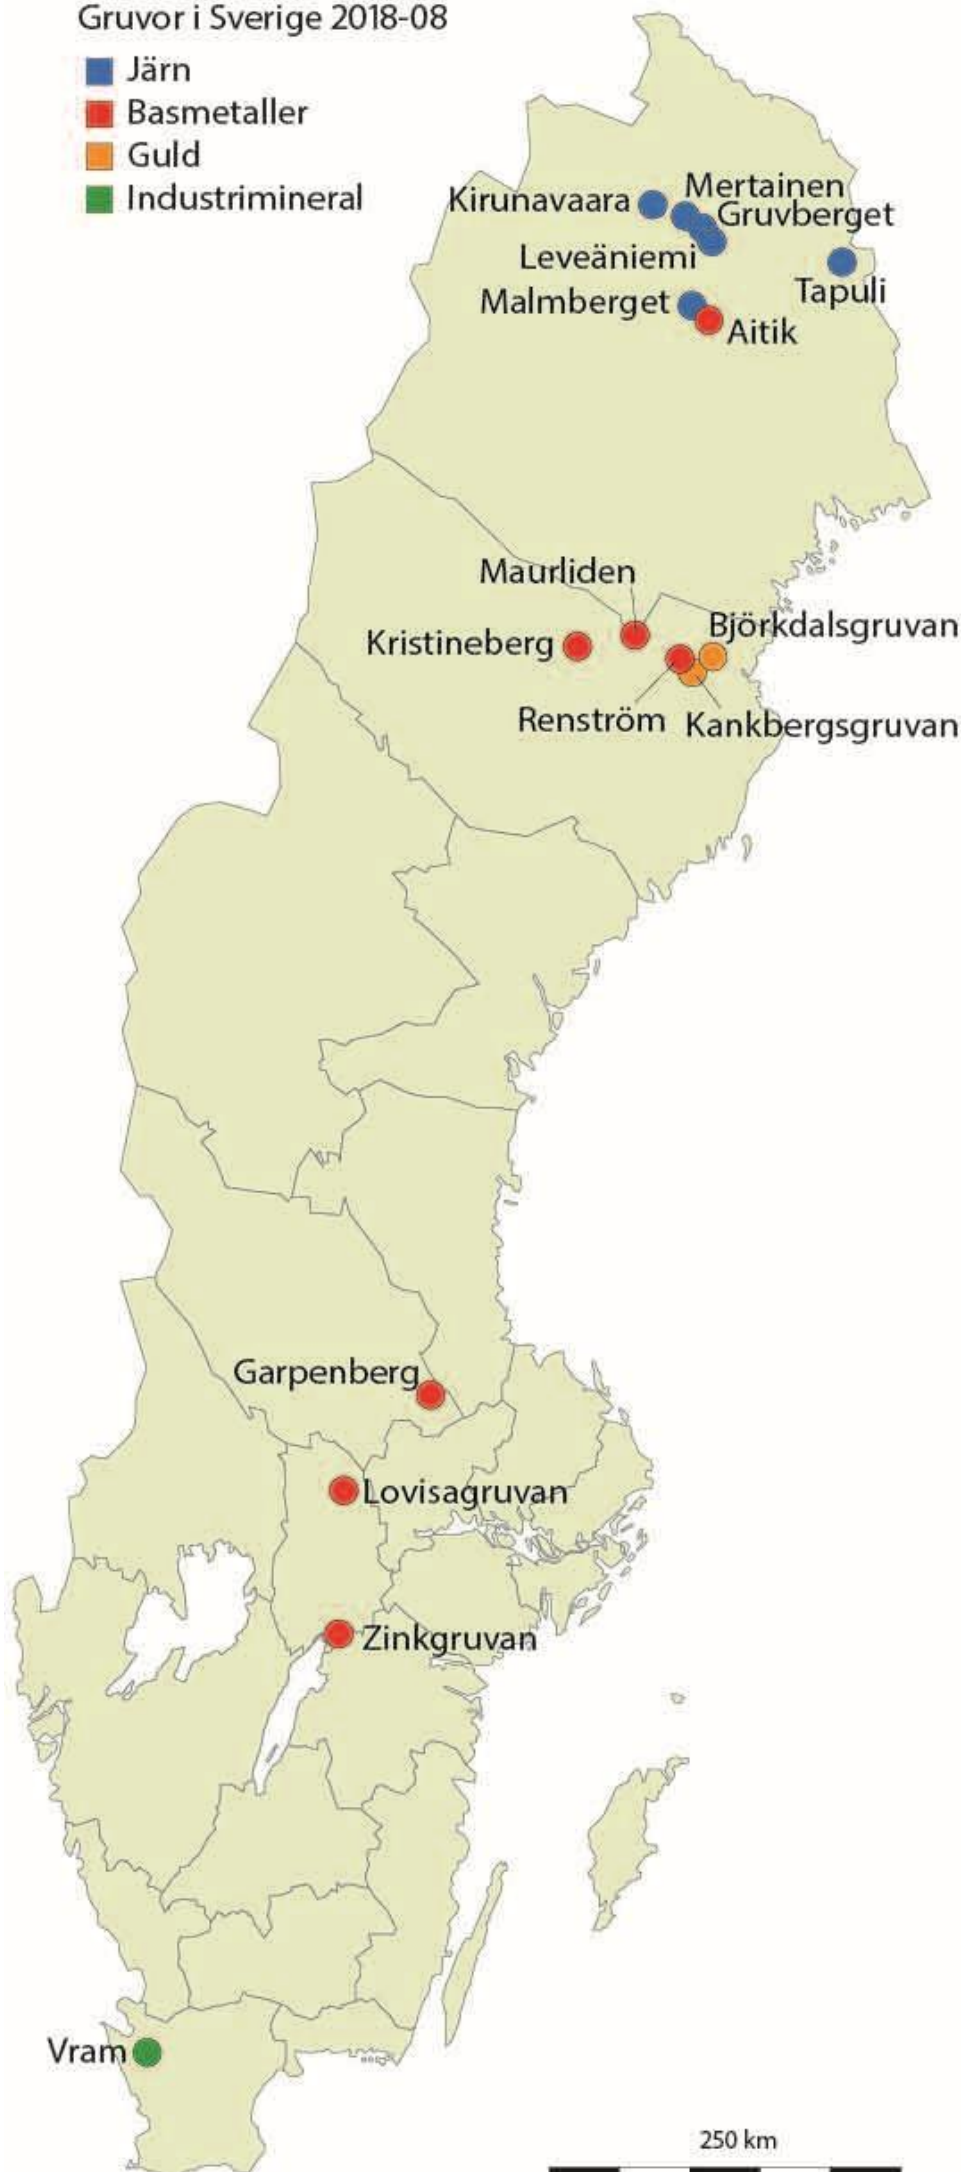 Gruvor i Sverige 2018-08
Järn
Basmetaller
Guld
Industrimineral
Mertainen
Kirunavaara
Gruvberget
Leveäniemi
Tapuli
Malmberget
Aitik
Maurliden
Björkdalsgruvan
Kristineberg
Renström
Kankbergsgruvan
Garpenberg
Lovisagruvan
Zinkgruvan
Vram
250 km